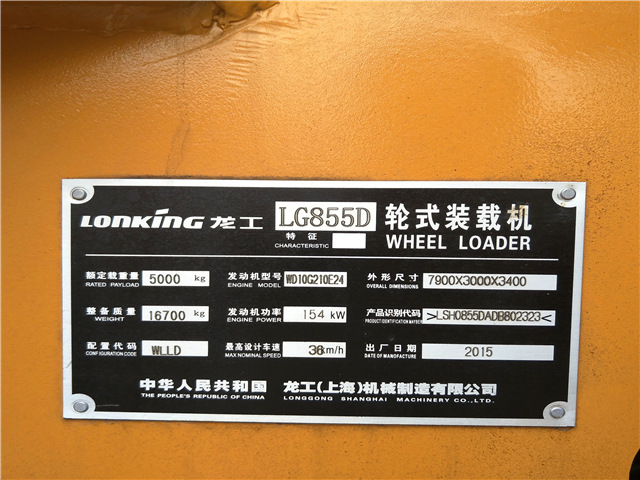 LONKING 龙工 LG855D 轮式装载机
特征
CHARACTERISTIC WHEEL LOADER
额定载重量 5000 kg 发动机型号 WD10G210E24 外形尺寸 7900X3000X3400
RATED PAYLOAD ENGINE MODEL OVERALL DIMENSIONS
整备质量 16700 kg 发动机功率 154 kW 产品识别代码 >LSH0855DADB802323<
WEIGHT ENGINE POWER PRODUCT IDENTIFICATION
配置代码 WLLD 最高设计车速 36 km/h 出厂日期 2015
CONFIGURATION CODE MAX NOMINAL SPEED DATE OF MANUFACTURE
中华人民共和国 龙工(上海)机械制造有限公司
THE PEOPLE'S REPUBLIC OF CHINA LONGGONG SHANGHAI MACHINERY CO.,LTD.